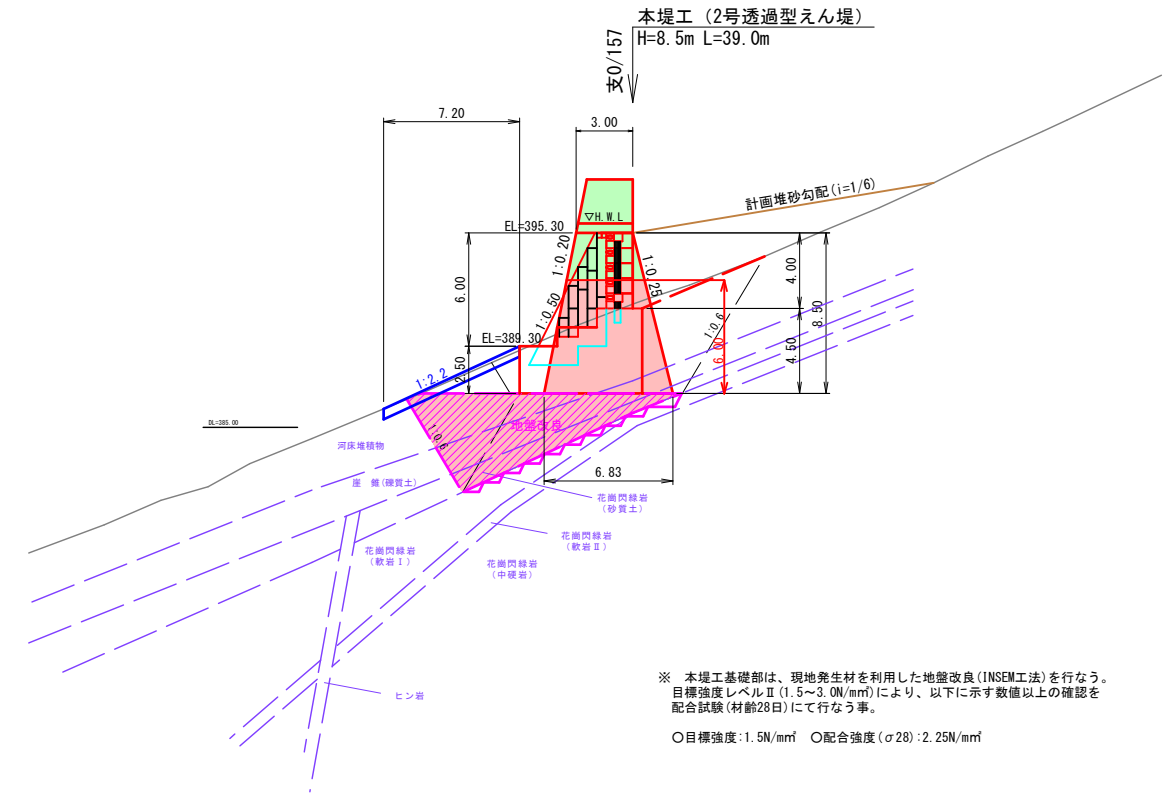 本堤工（2号透過型えん堤）
H=8.5m L=39.0m
支0/157
7.20
3.00
計画堆砂勾配(i=1/6)
▽H.W.L
EL=395.30
1:0.20
1:0.25
4.00
6.00
8.50
1:0.50
1:0.6
EL=389.30
6.00
4.50
2.50
1:2.2
DL=385.00
地盤改良
1:0.6
河床堆積物
6.83
崖 錐(礫質土)
花崗閃緑岩
(砂質土)
花崗閃緑岩
(軟岩Ⅱ)
花崗閃緑岩
(軟岩Ⅰ)
花崗閃緑岩
(中硬岩)
ヒン岩
※ 本堤工基礎部は、現地発生材を利用した地盤改良(INSEM工法)を行なう。
目標強度レベルⅡ(1.5～3.0N/m㎡)により、以下に示す数値以上の確認を
配合試験(材齢28日)にて行なう事。
○目標強度:1.5N/m㎡ ○配合強度(σ28):2.25N/m㎡